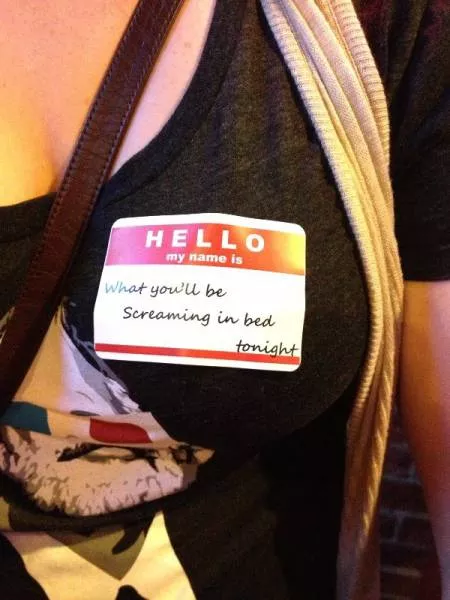 HELLO
my name is
What you'll be
Screaming in bed
tonight